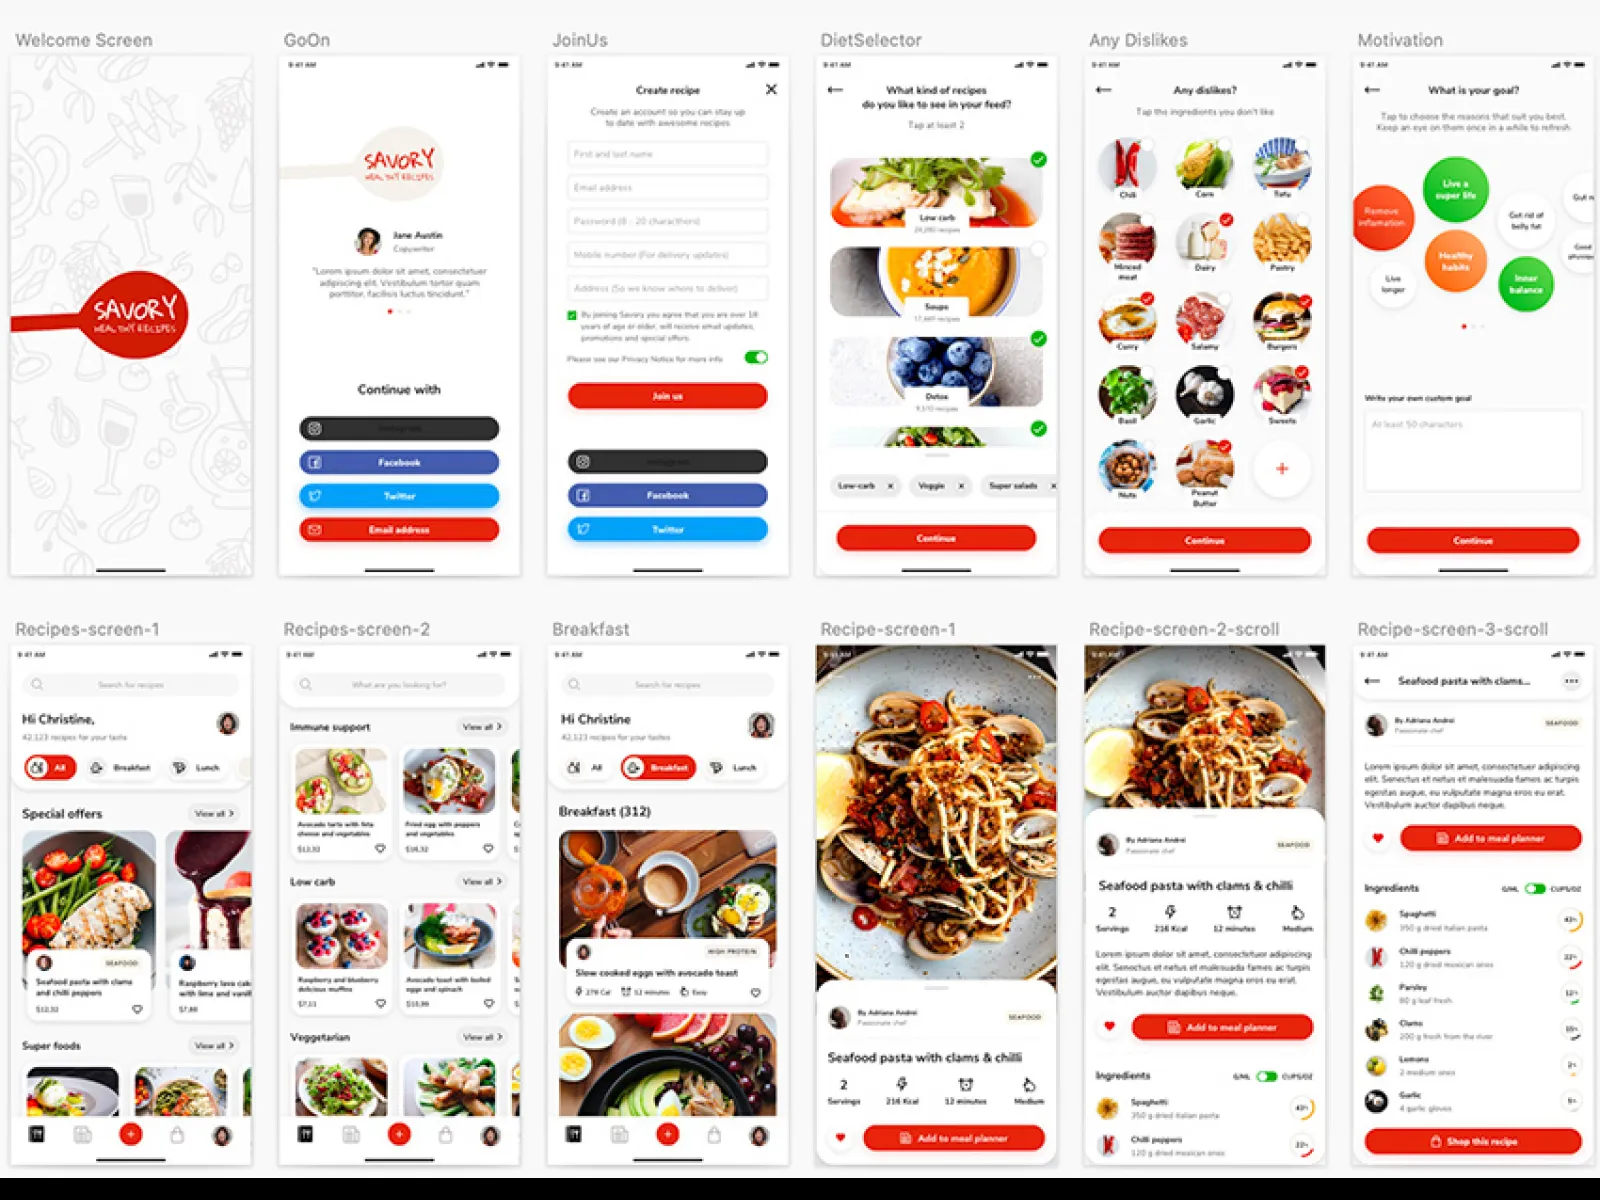 Welcome Screen
SAVORY
HEALTHY RECIPES
GoOn
9:41 AM
SAVORY
HEALTHY RECIPES
Jane Austin
Copywriter
"Lorem ipsum dolor sit amet, consectetuer
adipiscing elit. Vestibulum tortor quam
porttitor, facilisis luctus tincidunt."
Continue with
Instagram
Facebook
Twitter
Email address
JoinUs
9:41 AM
Create recipe
Create an account so you can stay up
to date with awesome recipes
First and last name
Email address
Password (8 - 20 characthers)
Mobile number (For delivery updates)
Address (So we know where to deliver)
By joining Savory you agree that you are over 18
years of age or older, will receive email updates,
promotions and special offers.
Please see our Privacy Notice for more info
Join us
Instagram
Facebook
Twitter
DietSelector
9:41 AM
What kind of recipes
do you like to see in your feed?
Tap at least 2
Low carb
24,280 recipes
Soups
recipes
Detox
9,510 recipes
Low-carb
Veggie
Super salads
Continue
Any Dislikes
9:41 AM
Any dislikes?
Tap the ingredients you don't like
Chili
Corn
Tofu
Minced
meat
Dairy
Pastry
Curry
Salamy
Burgers
Basil
Garlic
Sweets
Nuts
Peanut
Butter
Continue
Motivation
9:41 AM
What is your goal?
Tap to choose the reasons that suit you best.
Keep an eye on them once in a while to refresh
Remove
inflamation
Live a
super life
Get rid of
belly fat
Healthy
habits
Live
longer
Inner
balance
Good
Write your own custom goal
At least 50 characters
Continue
Recipes-screen-1
9:41 AM
Search for recipes
Hi Christine,
42,123 recipes for your taste
All
Breakfast
Lunch
Special offers
View all
SEAFOOD
Seafood pasta with clams
and chilli peppers
$12,32
Raspberry lava cak
with lime and vanill
$7,88
Super foods
View all
Recipes-screen-2
9:41 AM
What are you looking for?
Immune support
View all
Avocado tarts with feta
cheese and vegetables
$12,32
Fried egg with peppers
and vegetables
$16,32
Low carb
View all
Raspberry and blueberry
delicious muffins
$7,11
Avocado toast with boiled
eggs and spinach
$10,99
Veggetarian
View all
Breakfast
9:41 AM
Search for recipes
Hi Christine
42,123 recipes for your tastes
All
Breakfast
Lunch
Breakfast (312)
HIGH PROTEIN
Slow cooked eggs with avocado toast
279 Cal
12 minutes
Easy
Recipe-screen-1
9:41 AM
By Adriana Andrei
Passionate chef
SEAFOOD
Seafood pasta with clams & chilli
2
Servings
216 Kcal
12 minutes
Medium
Add to meal planner
Recipe-screen-2-scroll
9:41 AM
By Adriana Andrei
Passionate chef
SEAFOOD
Seafood pasta with clams & chilli
2
Servings
216 Kcal
12 minutes
Medium
Lorem ipsum dolor sit amet, consectetuer adipiscing
elit. Senectus et netus et malesuada fames ac turpis
egestas augue, eu vulputate magna eros eu erat.
Vestibulum auctor dapibus neque.
Add to meal planner
Ingredients
G/ML
CUPS/OZ
Spaghetti
350 g dried italian pasta
43%
Chilli peppers
120 g dried mexican ones
22%
Recipe-screen-3-scroll
9:41 AM
Seafood pasta with clams...
By Adriana Andrei
Passionate chef
SEAFOOD
Lorem ipsum dolor sit amet, consectetuer adipiscing
elit. Senectus et netus et malesuada fames ac turpis
egestas augue, eu vulputate magna eros eu erat.
Vestibulum auctor dapibus neque.
Add to meal planner
Ingredients
G/ML
CUPS/OZ
Spaghetti
350 g dried italian pasta
43%
Chilli peppers
120 g dried mexican ones
22%
Parsley
80 g leaf fresh
12%
Clams
200 g fresh from the river
Lemons
2 medium ones
2%
Garlic
4 garlic gloves
5%
Shop this recipe